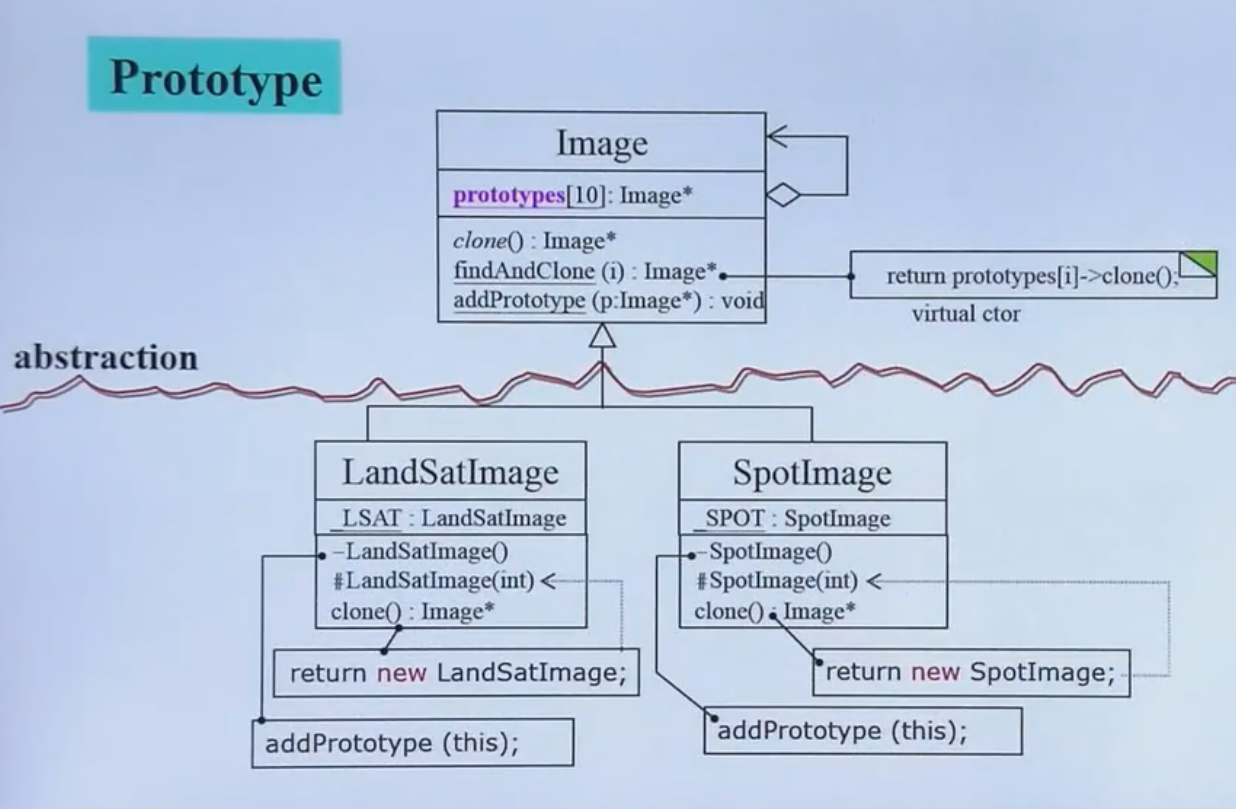 Prototype
Image
prototypes[10]: Image*
clone() : Image*
findAndClone (i) : Image*
addPrototype (p:Image*) : void
return prototypes[i]->clone();
virtual ctor
abstraction
LandSatImage
_LSAT : LandSatImage
-LandSatImage()
#LandSatImage(int)
clone() : Image*
return new LandSatImage;
addPrototype (this);
SpotImage
_SPOT : SpotImage
-SpotImage()
#SpotImage(int)
clone() : Image*
return new SpotImage;
addPrototype (this);